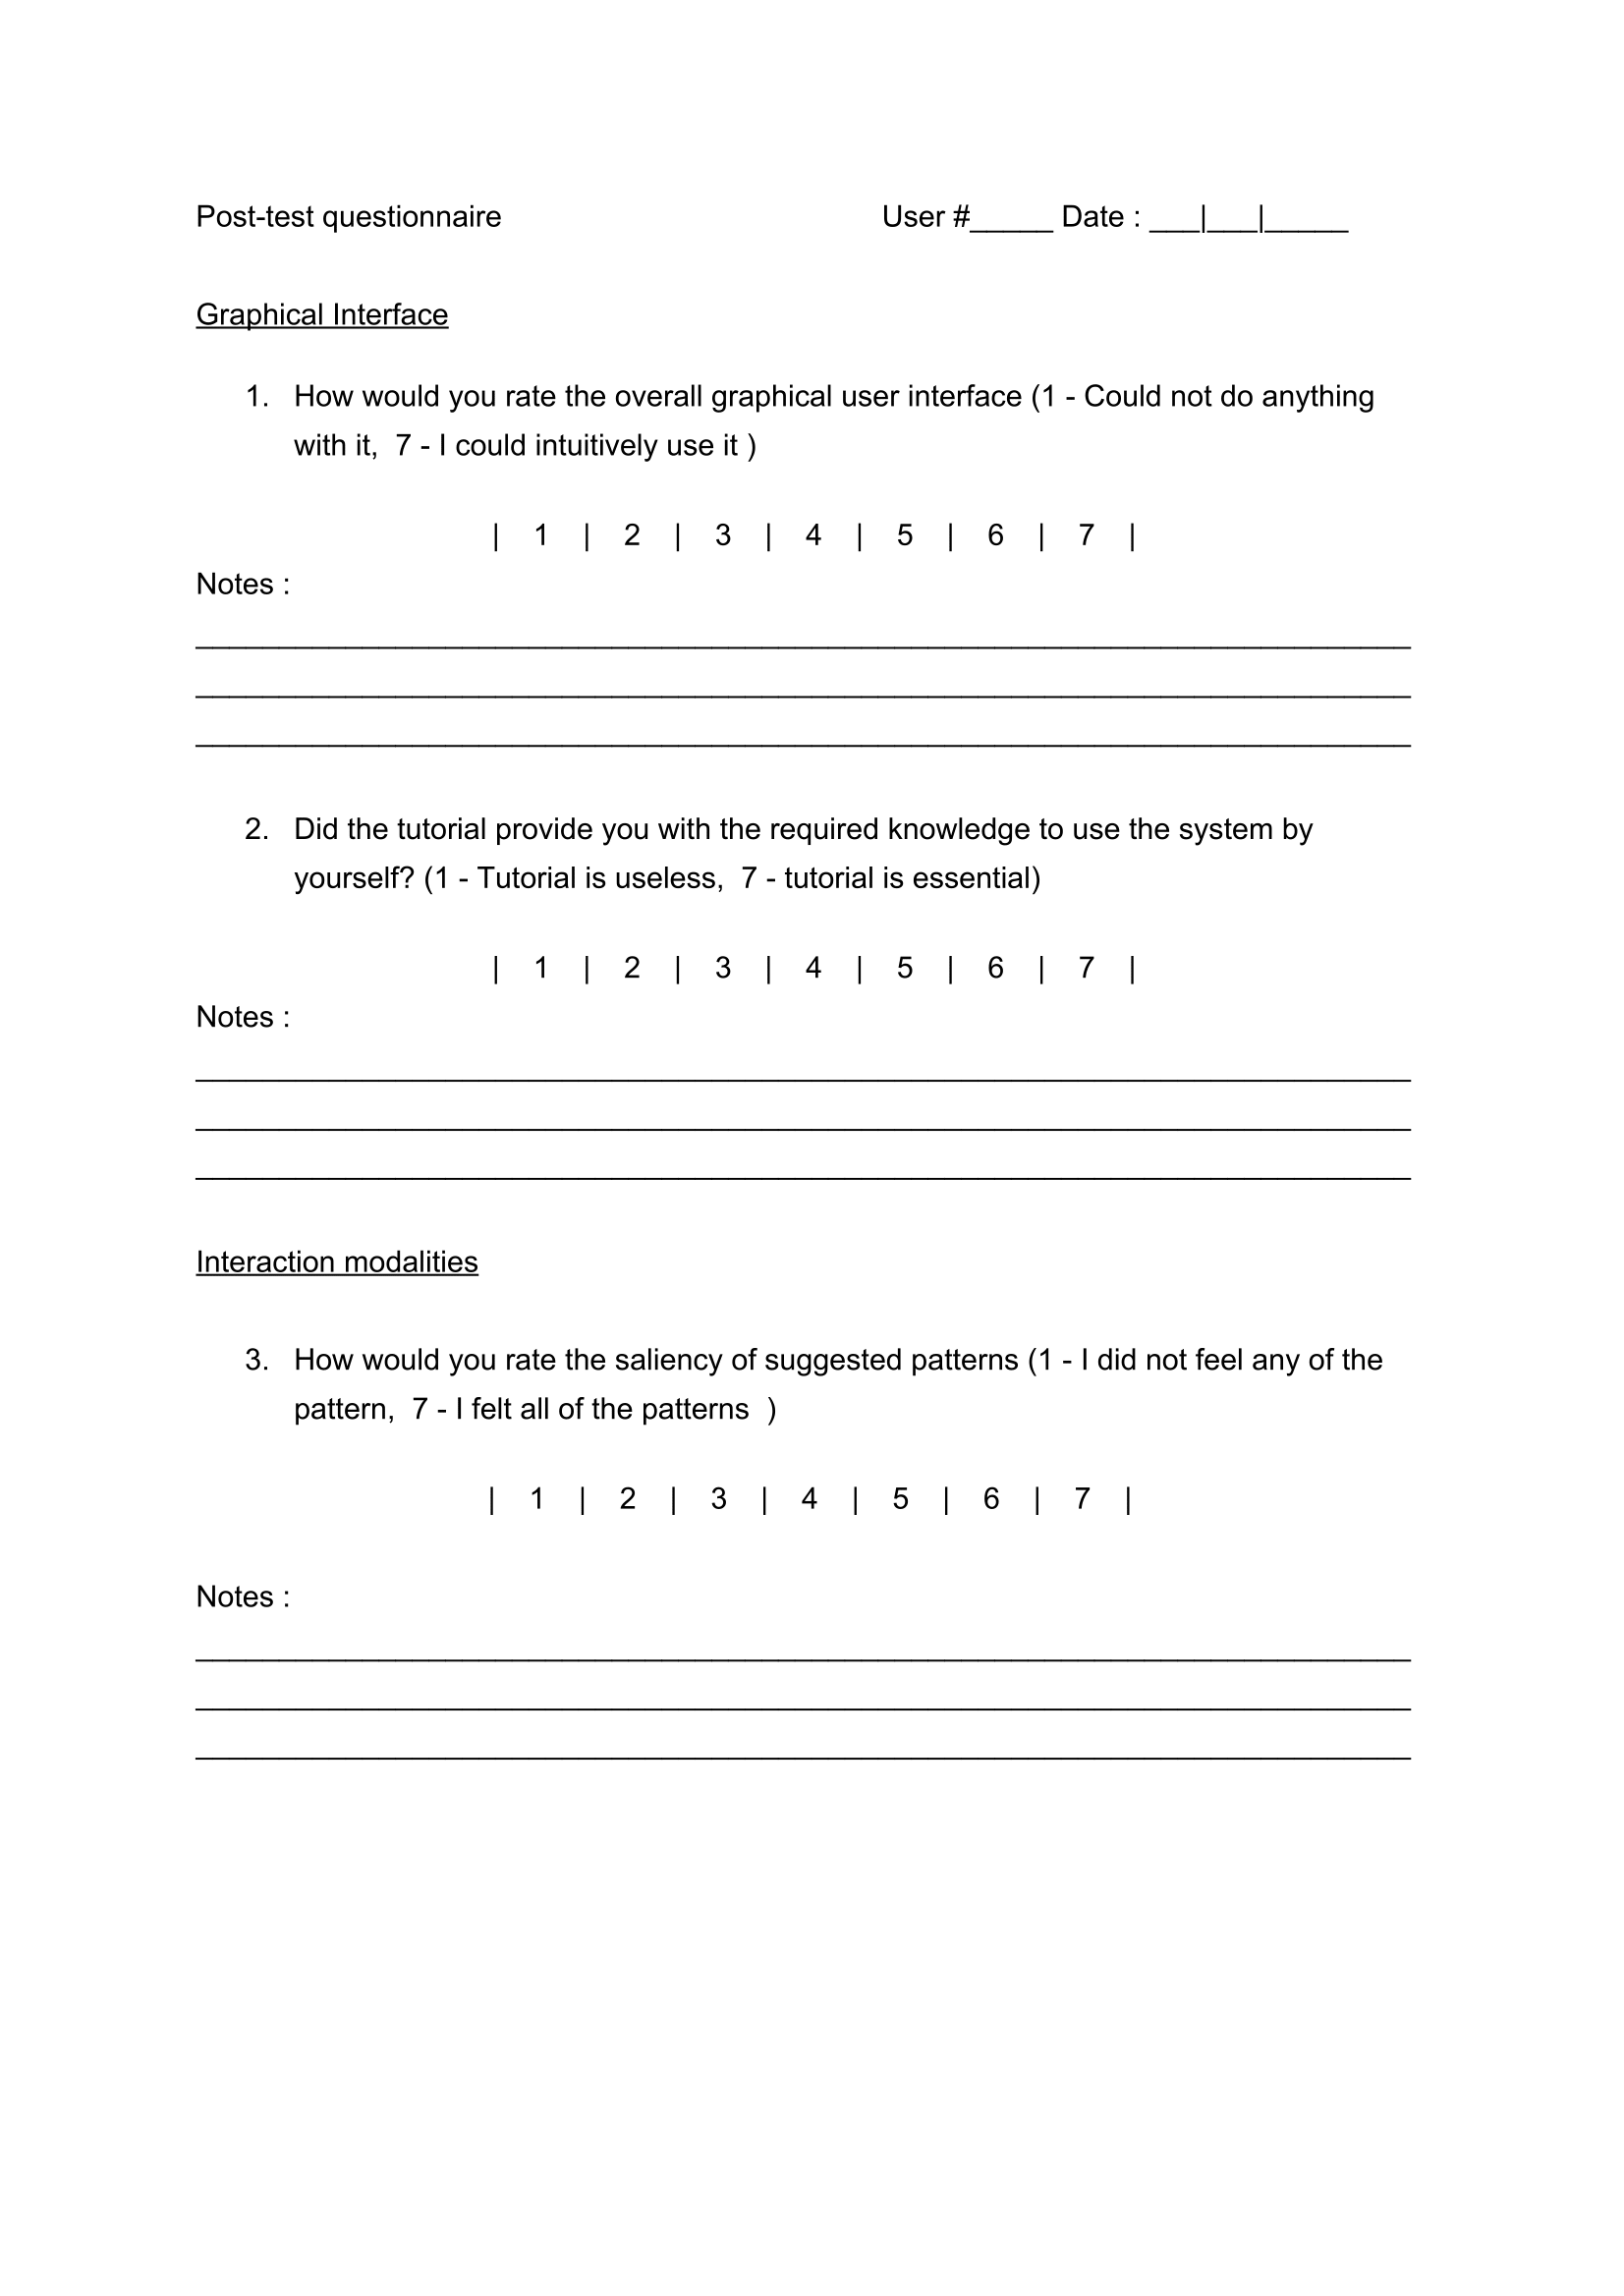 Post-test questionnaire User #_____ Date : ___|___|_____
Graphical Interface
1. How would you rate the overall graphical user interface (1 - Could not do anything
with it,  7 - I could intuitively use it )
| 1 | 2 | 3 | 4 | 5 | 6 | 7 |
Notes :
2. Did the tutorial provide you with the required knowledge to use the system by
yourself? (1 - Tutorial is useless,  7 - tutorial is essential)
| 1 | 2 | 3 | 4 | 5 | 6 | 7 |
Notes :
Interaction modalities
3. How would you rate the saliency of suggested patterns (1 - I did not feel any of the
pattern,  7 - I felt all of the patterns  )
| 1 | 2 | 3 | 4 | 5 | 6 | 7 |
Notes :